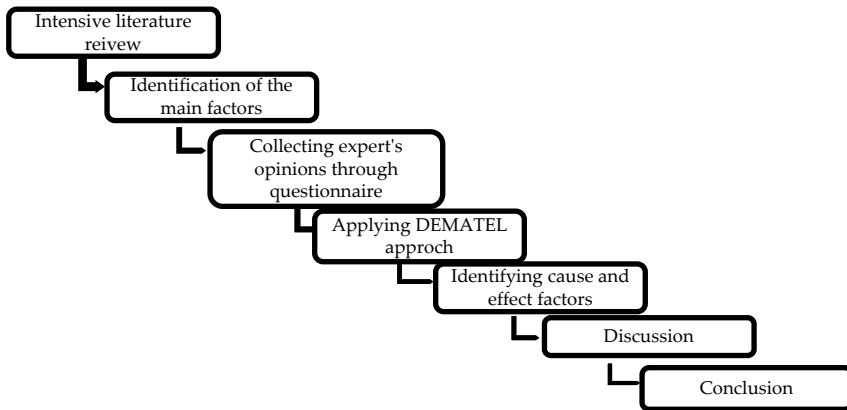 Intensive literature
reivew
Identification of the
main factors
Collecting expert's
opinions through
questionnaire
Applying DEMATEL
approch
Identifying cause and
effect factors
Discussion
Conclusion